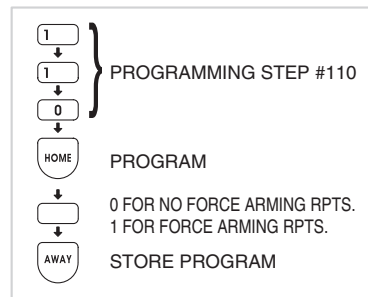 1
1
PROGRAMMING STEP #110
0
HOME
PROGRAM
0 FOR NO FORCE ARMING RPTS.
1 FOR FORCE ARMING RPTS.
AWAY
STORE PROGRAM